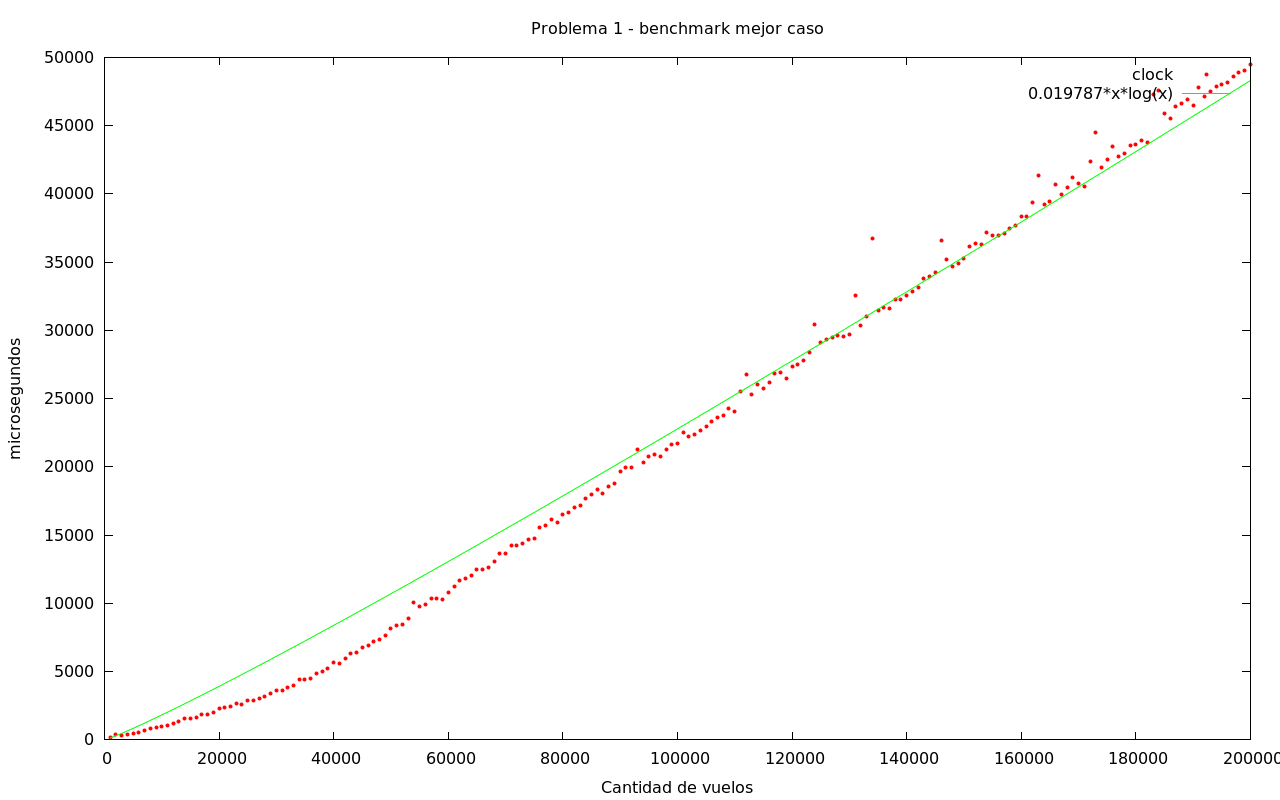 Problema 1 - benchmark mejor caso
50000
45000
40000
35000
30000
25000
20000
15000
10000
5000
0
microsegundos
clock
0.019787*x*log(x)
0 20000 40000 60000 80000 100000 120000 140000 160000 180000 200000
Cantidad de vuelos